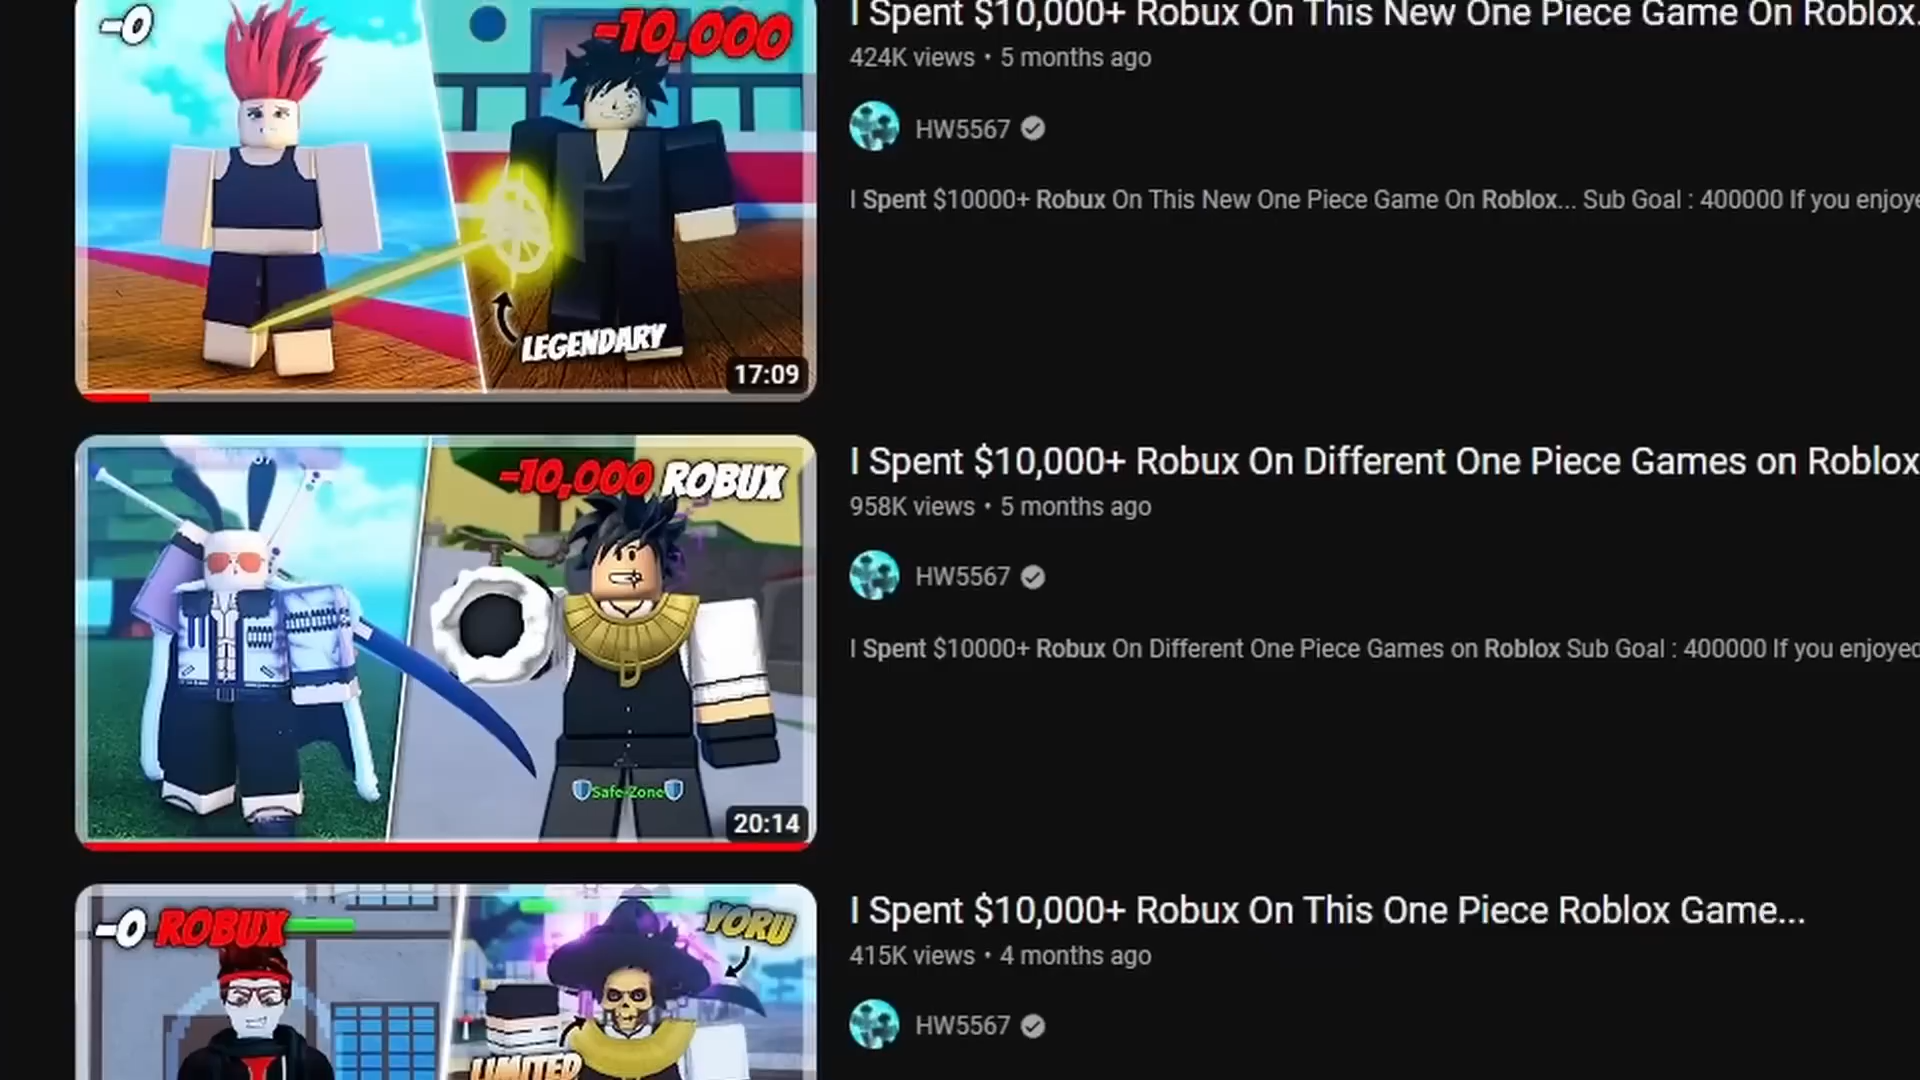 -0
-10,000
LEGENDARY
17:09
I Spent $10,000+ Robux On This New One Piece Game On Roblox.
424K views • 5 months ago
HW5567
I Spent $10000+ Robux On This New One Piece Game On Roblox... Sub Goal : 400000 If you enjoye
-10,000 ROBUX
Safe Zone
20:14
I Spent $10,000+ Robux On Different One Piece Games on Roblox
958K views • 5 months ago
HW5567
I Spent $10000+ Robux On Different One Piece Games on Roblox Sub Goal : 400000 If you enjoyed
-0 ROBUX
YORU
LIMITED
I Spent $10,000+ Robux On This One Piece Roblox Game...
415K views • 4 months ago
HW5567